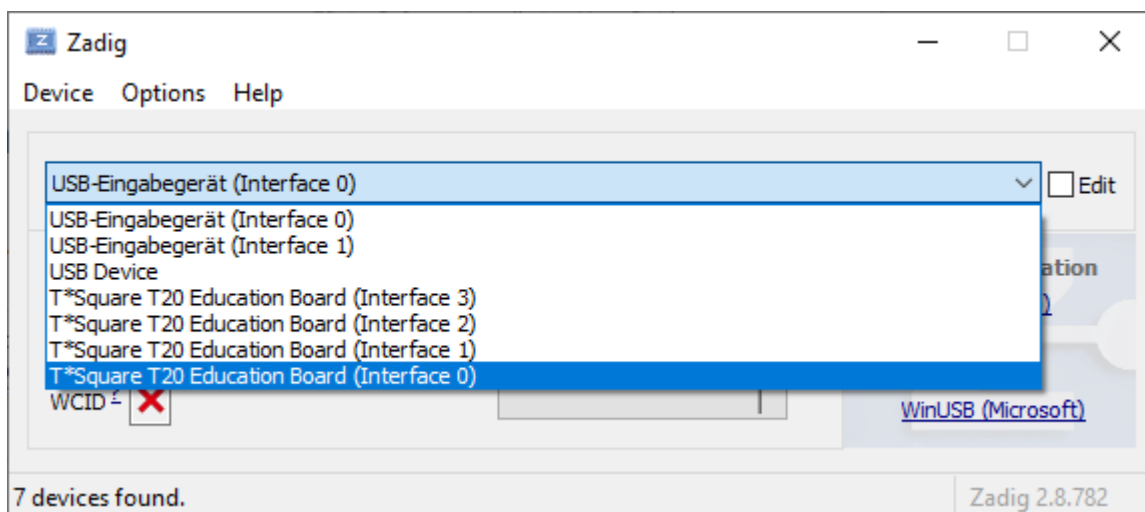 Zadig
Device Options Help
USB-Eingabegerät (Interface 0)
Edit
USB-Eingabegerät (Interface 0)
USB-Eingabegerät (Interface 1)
USB Device
ation
T*Square T20 Education Board (Interface 3)
)
T*Square T20 Education Board (Interface 2)
T*Square T20 Education Board (Interface 1)
T*Square T20 Education Board (Interface 0)
WCID ?
WinUSB (Microsoft)
7 devices found.
Zadig 2.8.782